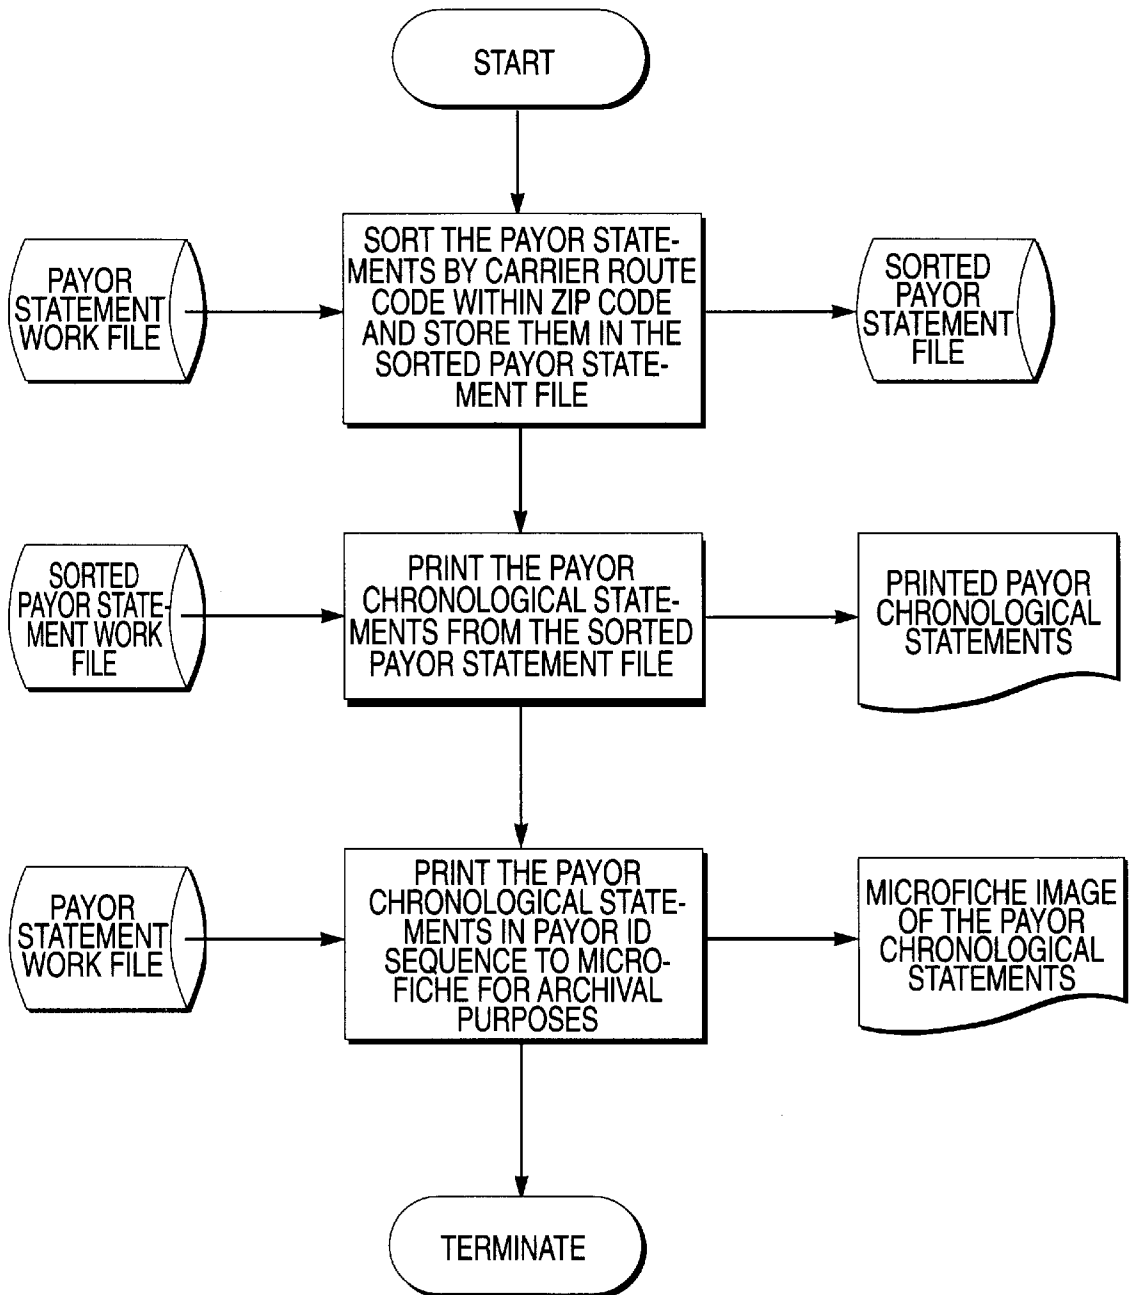 START
PAYOR
STATEMENT
WORK FILE
SORT THE PAYOR STATE-
MENTS BY CARRIER ROUTE
CODE WITHIN ZIP CODE
AND STORE THEM IN THE
SORTED PAYOR STATE-
MENT FILE
SORTED
PAYOR
STATEMENT
FILE
SORTED
PAYOR STATE-
MENT WORK
FILE
PRINT THE PAYOR
CHRONOLOGICAL STATE-
MENTS FROM THE SORTED
PAYOR STATEMENT FILE
PRINTED PAYOR
CHRONOLOGICAL
STATEMENTS
PAYOR
STATEMENT
WORK FILE
PRINT THE PAYOR
CHRONOLOGICAL STATE-
MENTS IN PAYOR ID
SEQUENCE TO MICRO-
FICHE FOR ARCHIVAL
PURPOSES
MICROFICHE IMAGE
OF THE PAYOR
CHRONOLOGICAL
STATEMENTS
TERMINATE